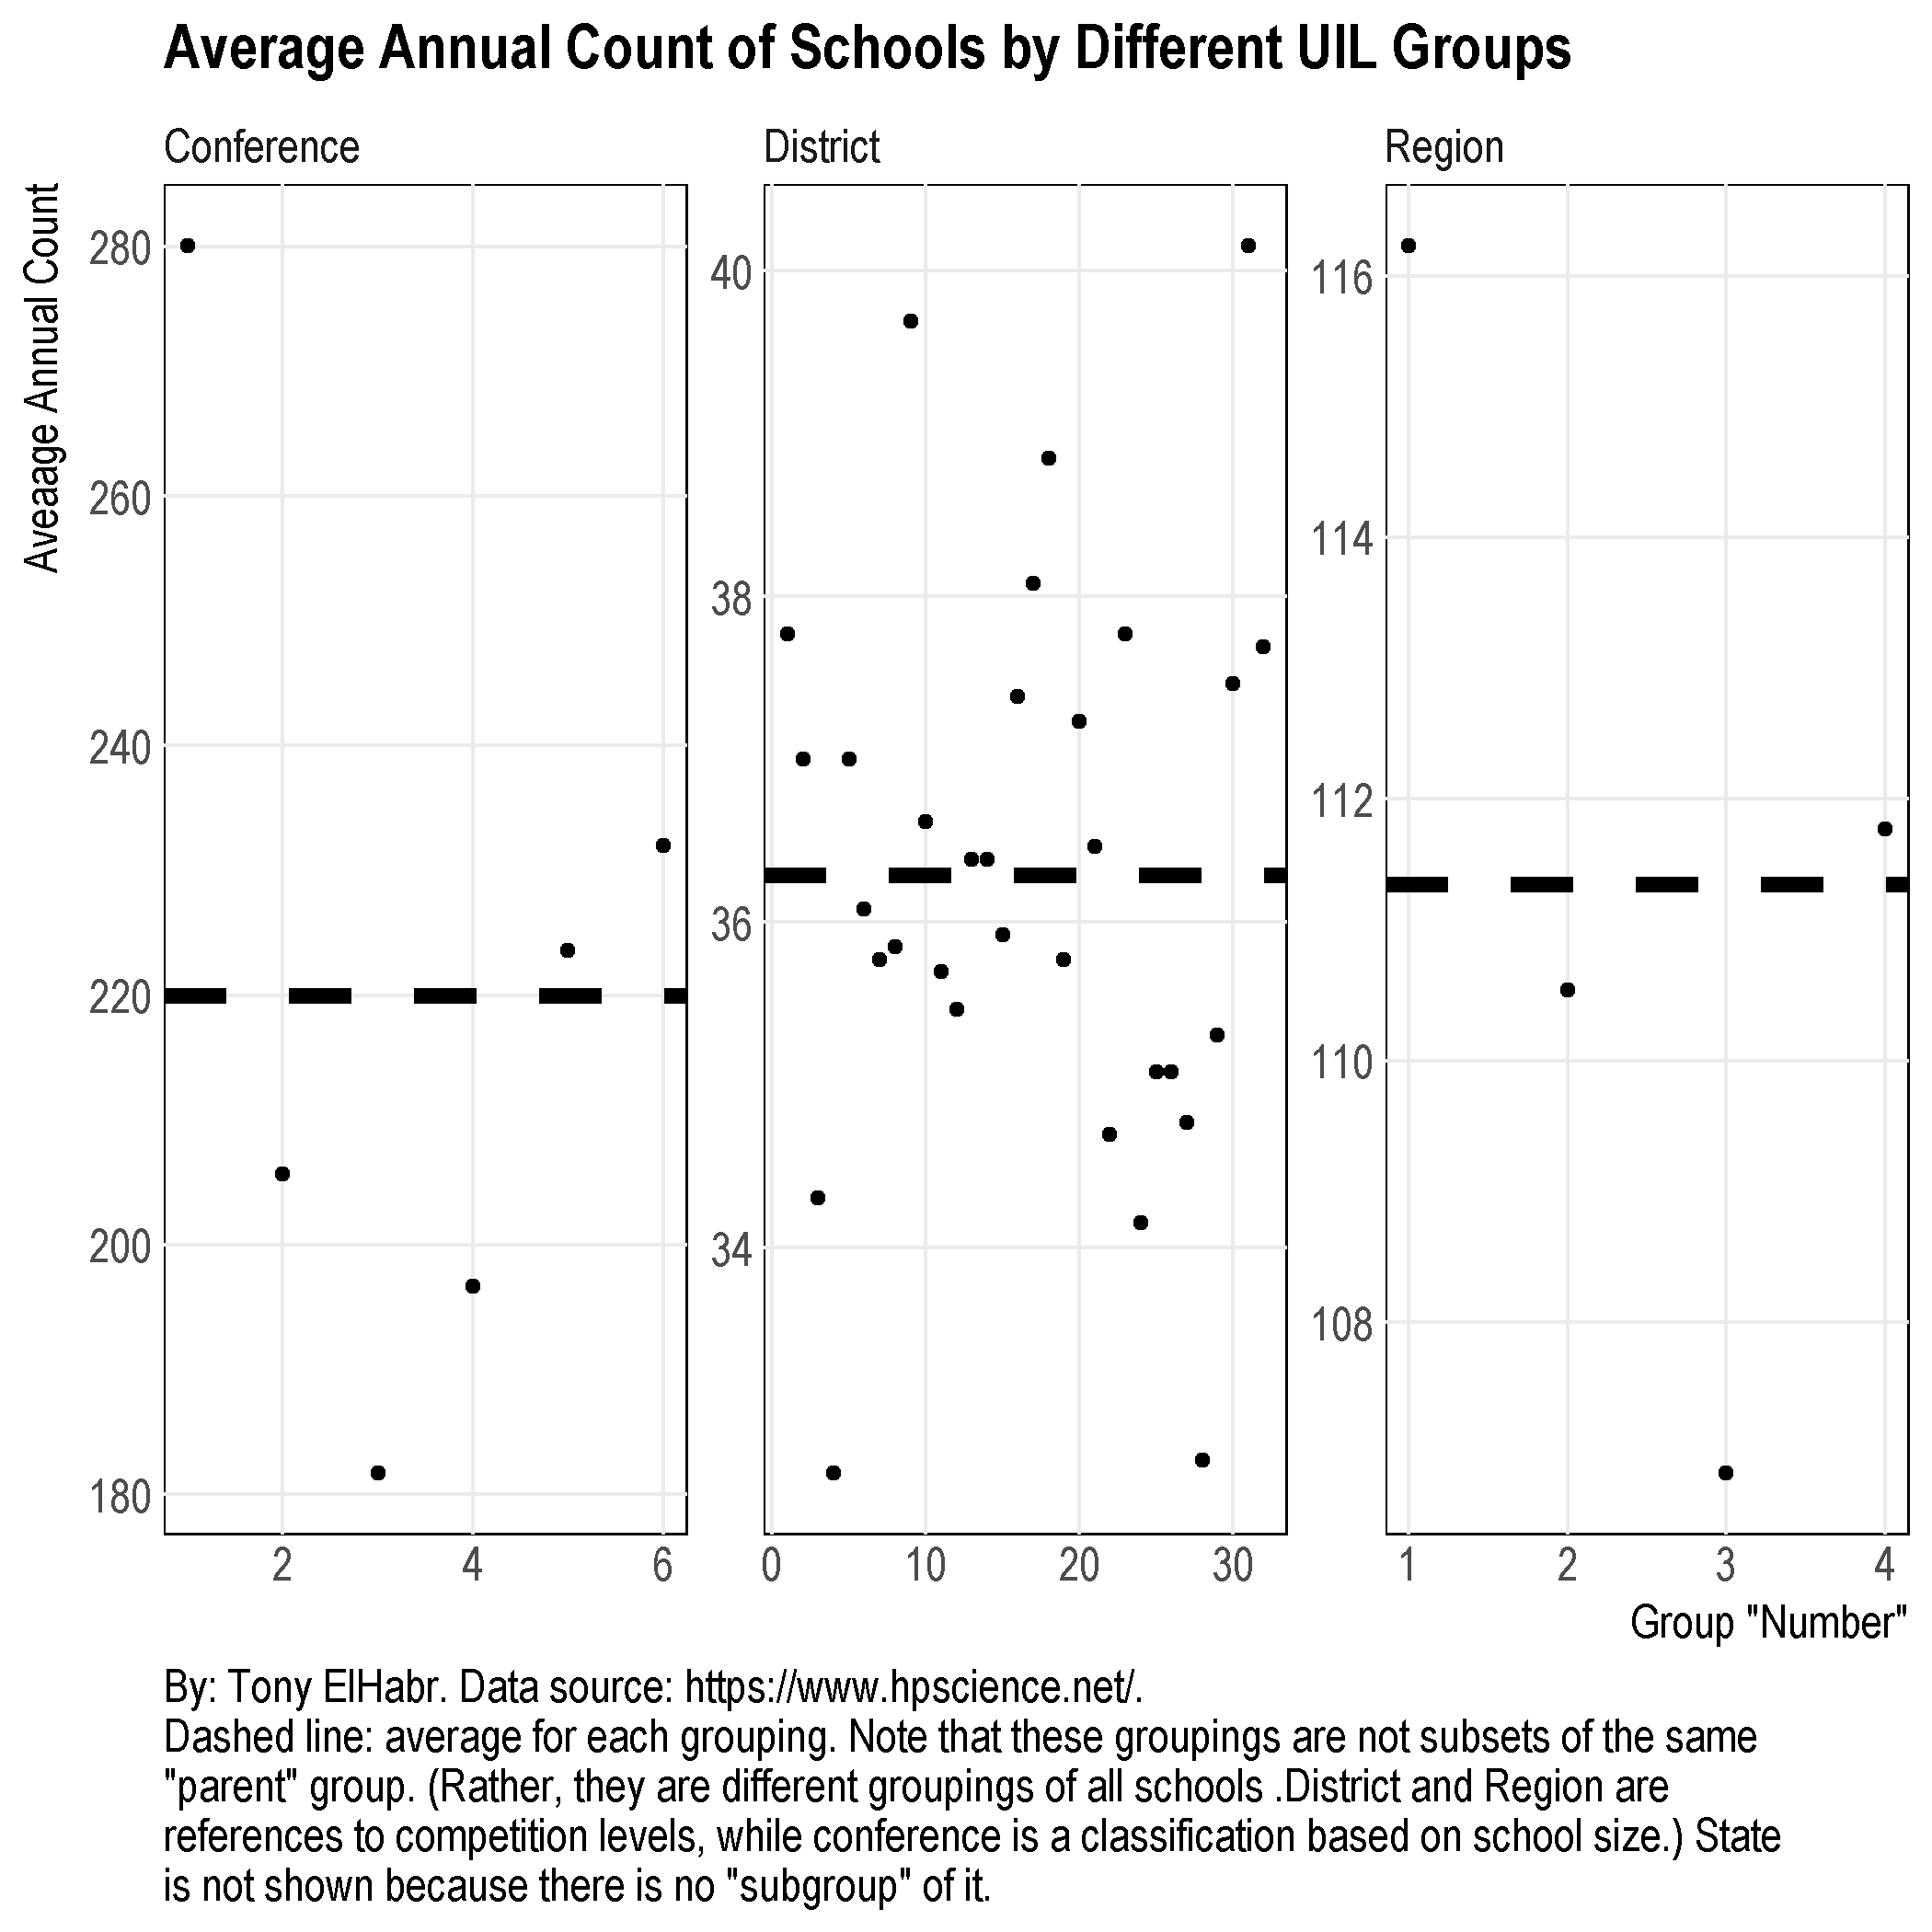 Average Annual Count of Schools by Different UIL Groups
Conference
District
Region
Aveaage Annual Count
280
260
240
220
200
180
40
38
36
34
116
114
112
110
108
2
4
6
0
10
20
30
1
2
3
4
Group "Number"
By: Tony ElHabr. Data source: https://www.hpscience.net/.
Dashed line: average for each grouping. Note that these groupings are not subsets of the same
"parent" group. (Rather, they are different groupings of all schools .District and Region are
references to competition levels, while conference is a classification based on school size.) State
is not shown because there is no "subgroup" of it.